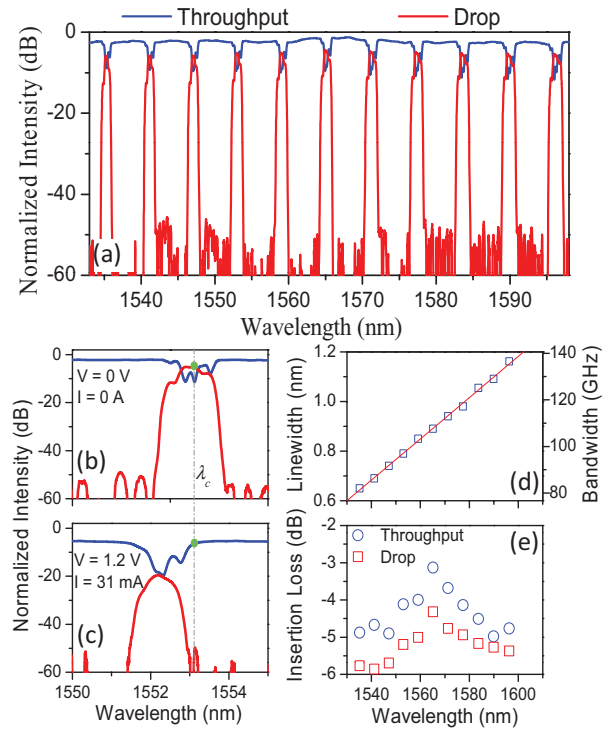 Throughput Drop
Normalized Intensity (dB)
0
-20
-40
-60
(a)
1540 1550 1560 1570 1580 1590
Wavelength (nm)
Normalized Intensity (dB)
0
-20
-40
-60
V = 0 V
I = 0 A
(b)
λc
0
-20
-40
-60
V = 1.2 V
I = 31 mA
(c)
1550 1552 1554
Wavelength (nm)
Linewidth (nm)
1.2
1.0
0.8
0.6
(d)
140
120
100
80
Bandwidth (GHz)
Insertion Loss (dB)
-2
-3
-4
-5
-6
Throughput
Drop
(e)
1540 1560 1580 1600
Wavelength (nm)